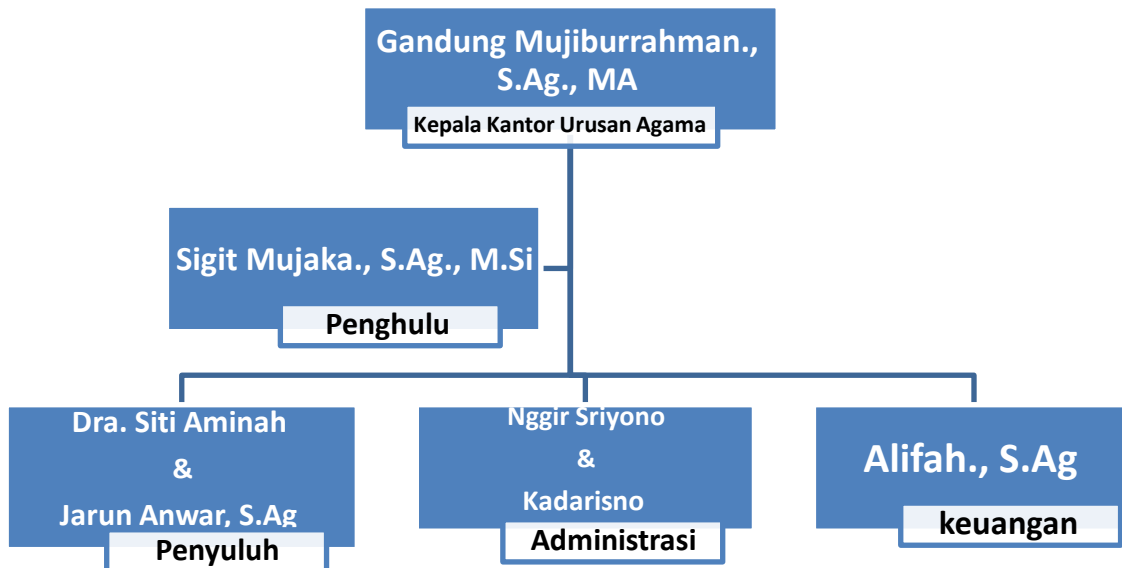 Gandung Mujiburrahman.,
S.Ag., MA
Kepala Kantor Urusan Agama
Sigit Mujaka., S.Ag., M.Si
Penghulu
Dra. Siti Aminah
&
Jarun Anwar, S.Ag
Penyuluh
Nggir Sriyono
&
Kadarisno
Administrasi
Alifah., S.Ag
keuangan